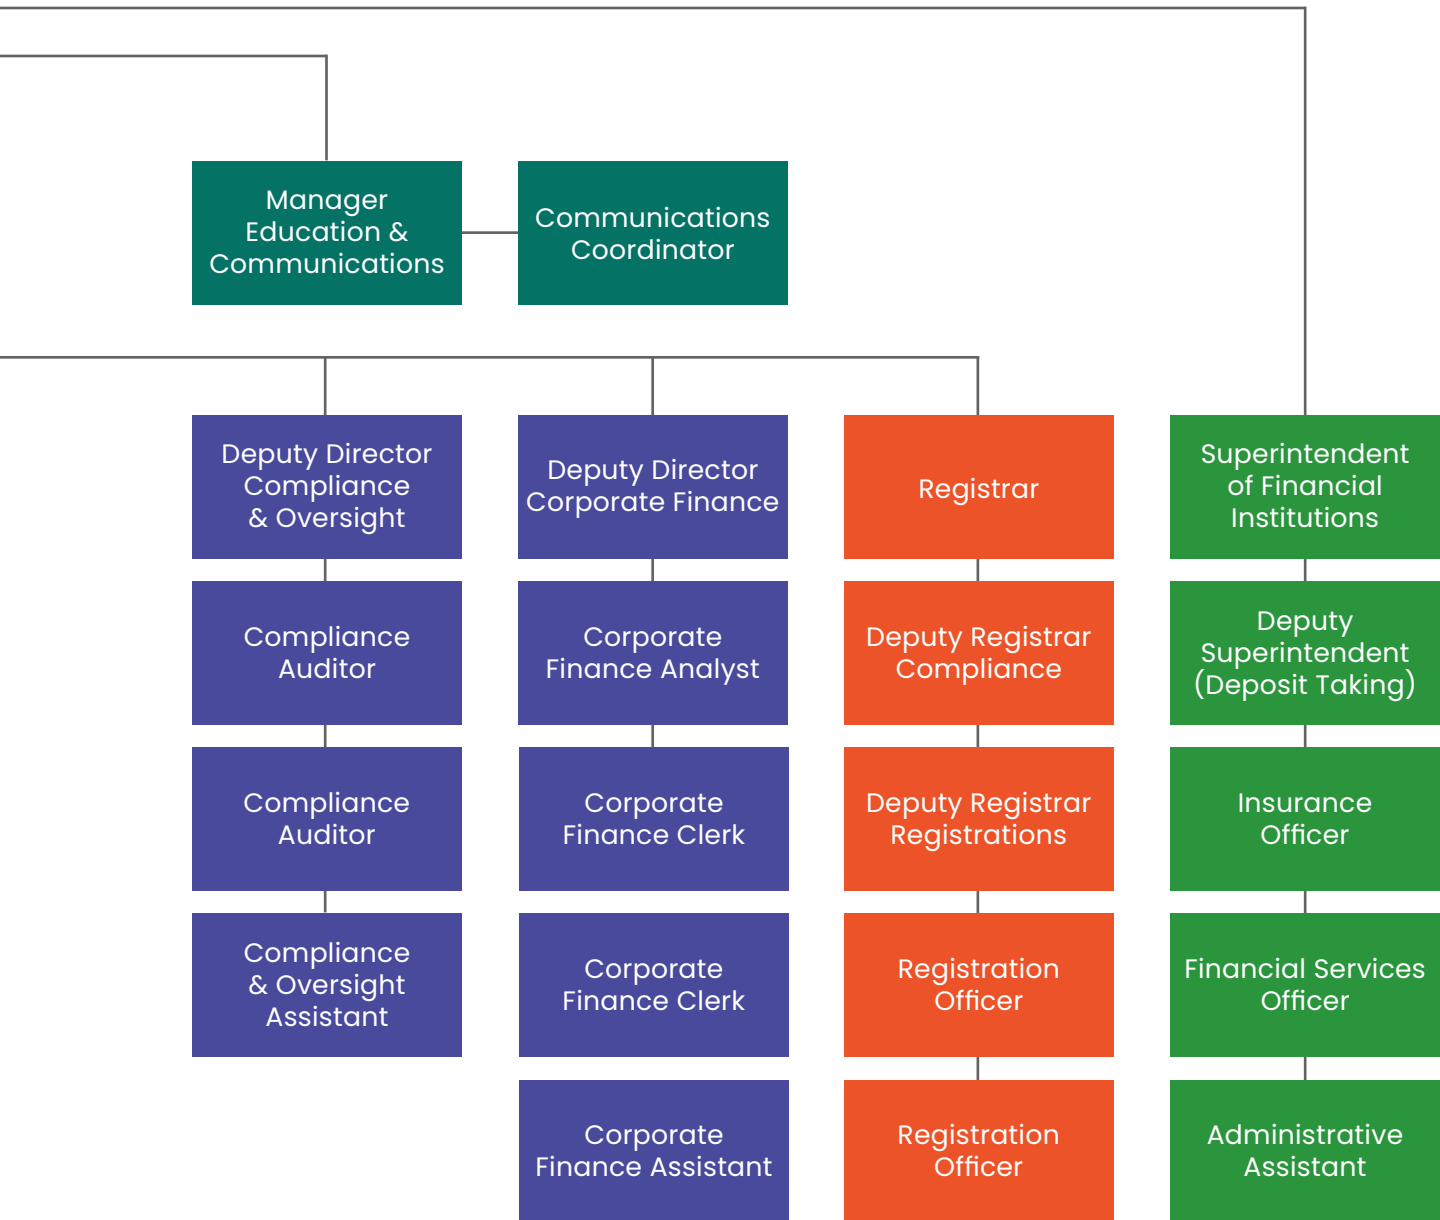 Manager
Education &
Communications
Communications
Coordinator
Deputy Director
Compliance
& Oversight
Deputy Director
Corporate Finance
Registrar
Superintendent
of Financial
Institutions
Compliance
Auditor
Corporate
Finance Analyst
Deputy Registrar
Compliance
Deputy
Superintendent
(Deposit Taking)
Compliance
Auditor
Corporate
Finance Clerk
Deputy Registrar
Registrations
Insurance
Officer
Compliance
& Oversight
Assistant
Corporate
Finance Clerk
Registration
Officer
Financial Services
Officer
Corporate
Finance Assistant
Registration
Officer
Administrative
Assistant